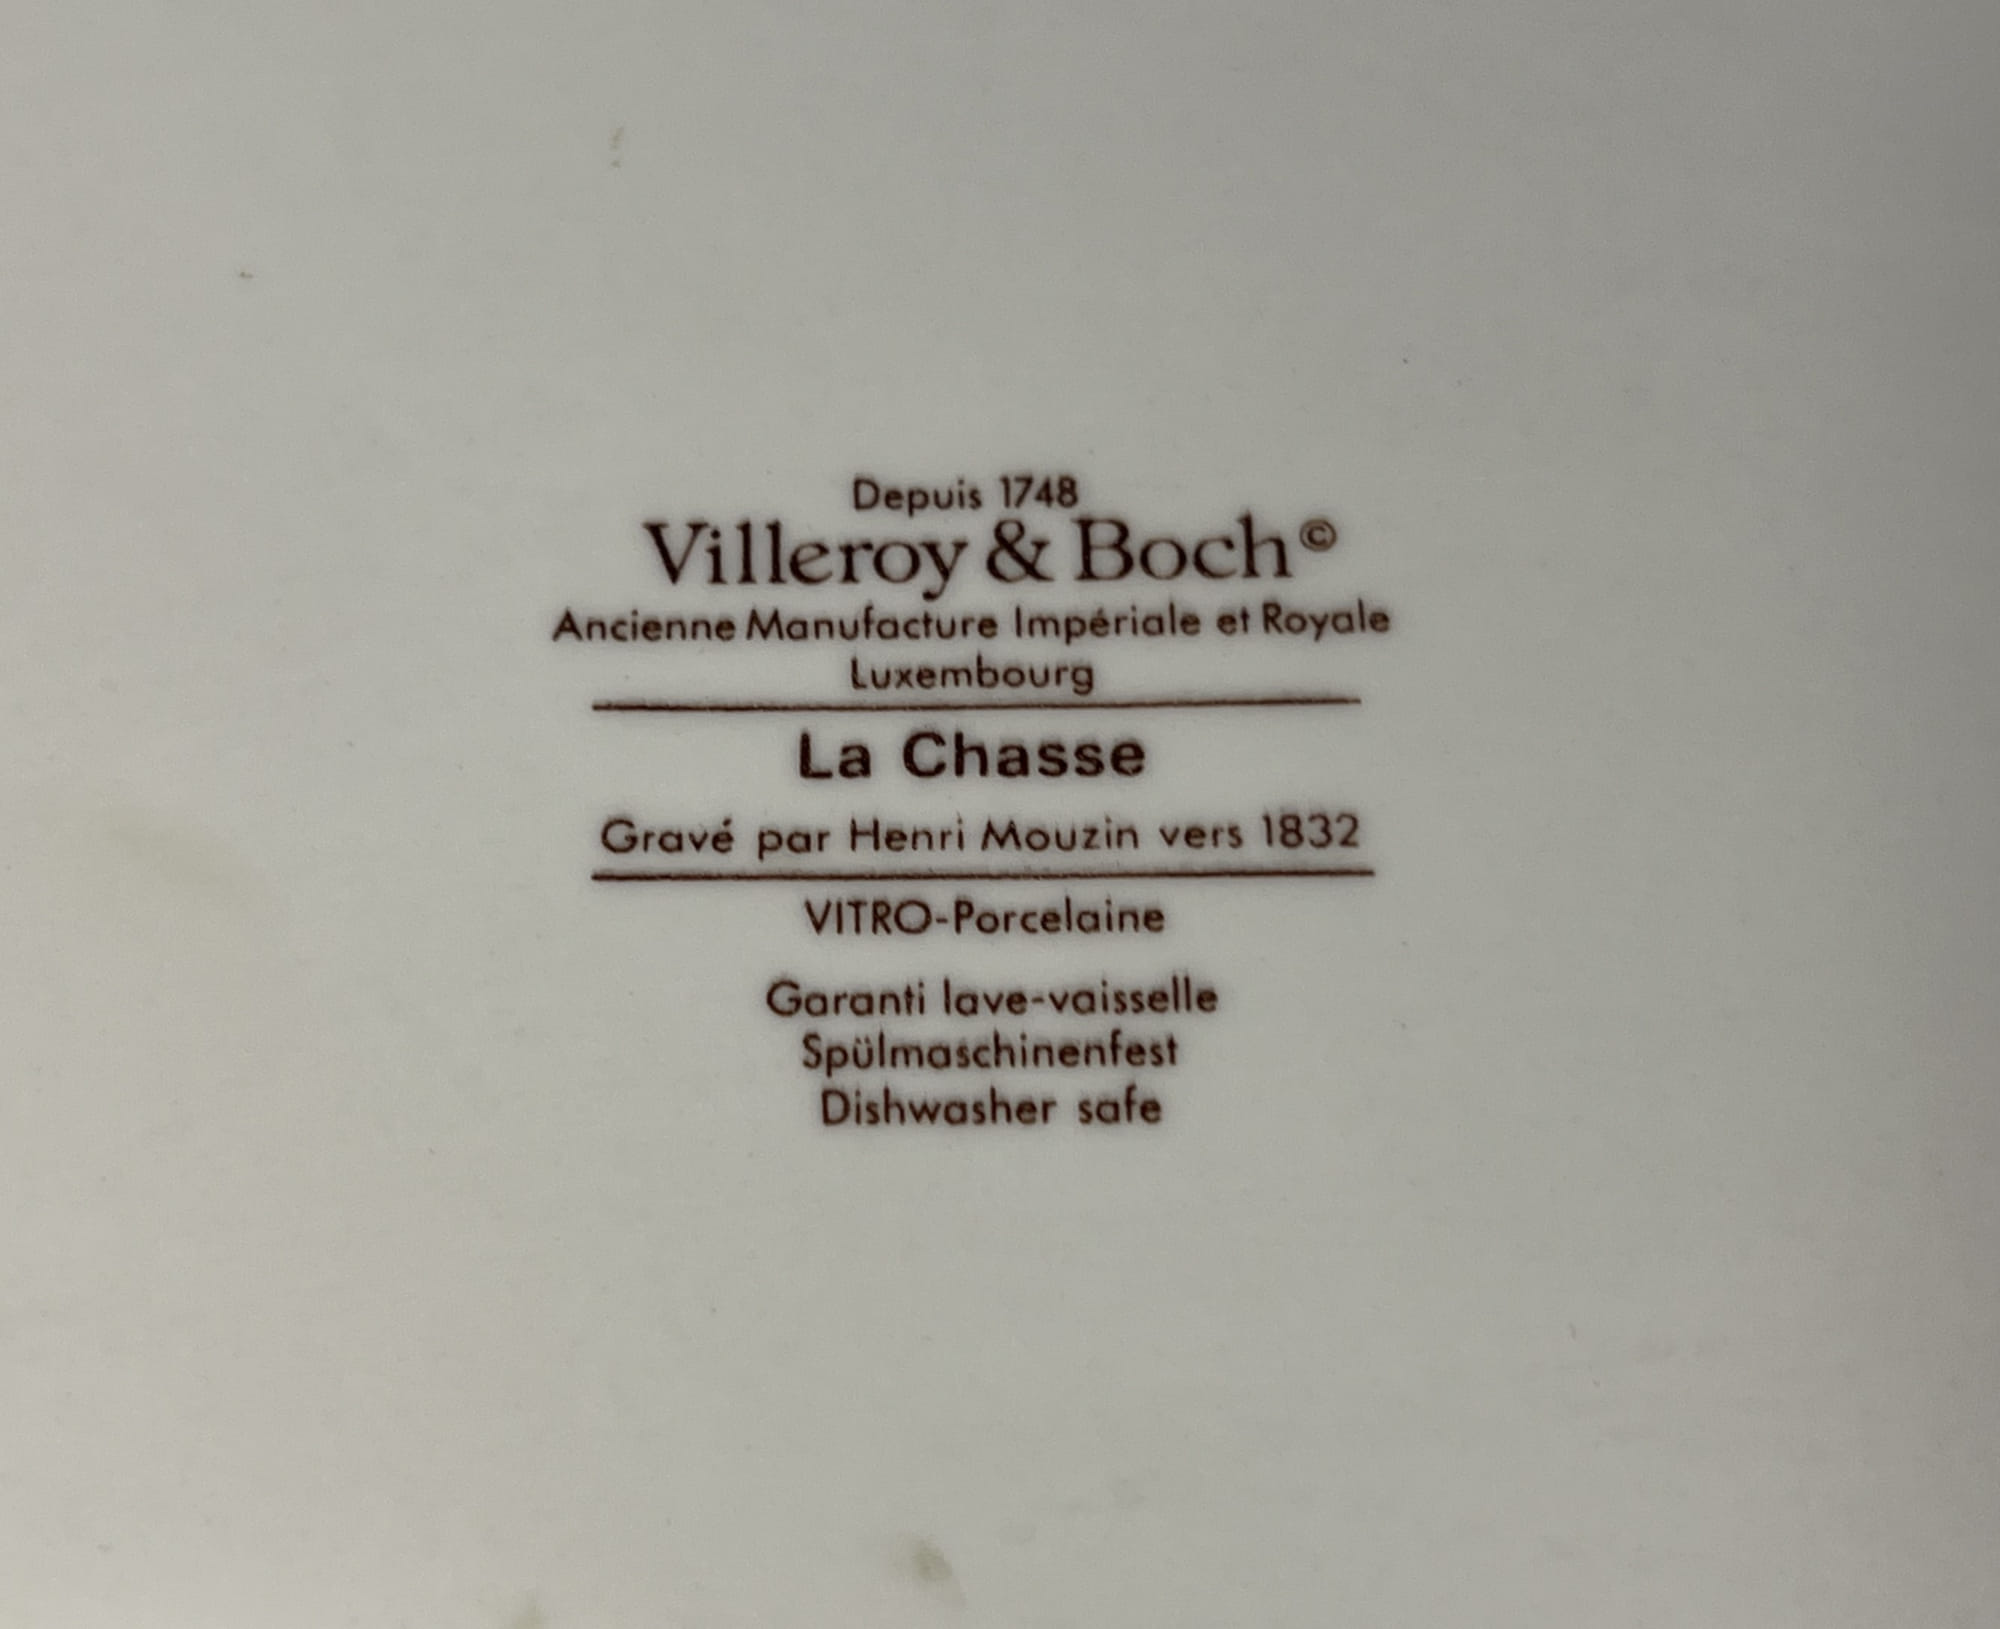 Depuis 1748
Villeroy & Boch©
Ancienne Manufacture Impériale et Royale
Luxembourg
La Chasse
Gravé par Henri Mouzin vers 1832
VITRO-Porcelaine
Garanti lave-vaisselle
Spülmaschinenfest
Dishwasher safe